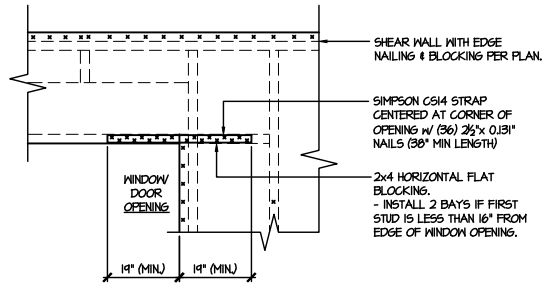 SHEAR WALL WITH EDGE
NAILING & BLOCKING PER PLAN.
SIMPSON CS14 STRAP
CENTERED AT CORNER OF
OPENING W/ (36) 2½"x 0.131"
NAILS (38" MIN LENGTH)
2x4 HORIZONTAL FLAT
BLOCKING.
- INSTALL 2 BAYS IF FIRST
STUD IS LESS THAN 16" FROM
EDGE OF WINDOW OPENING.
WINDOW/
DOOR
OPENING
19" (MIN.)
19" (MIN.)